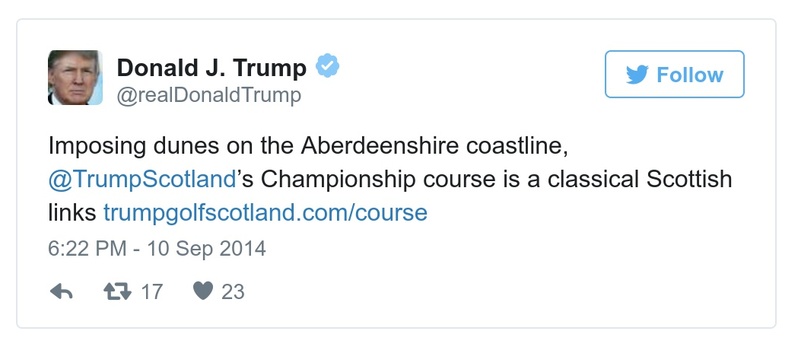 Donald J. Trump
@realDonaldTrump
Follow
Imposing dunes on the Aberdeenshire coastline,
@TrumpScotland’s Championship course is a classical Scottish
links trumpgolfscotland.com/course
6:22 PM - 10 Sep 2014
17 23